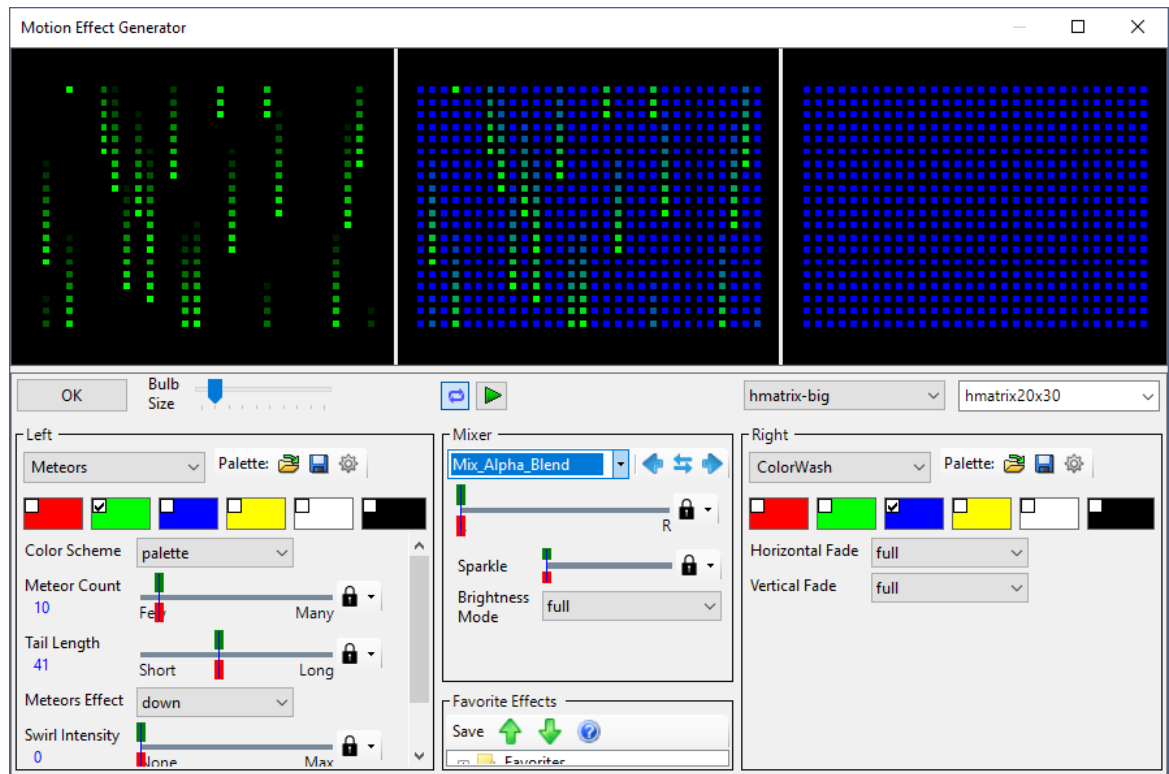 Motion Effect Generator
OK
Bulb
Size
hmatrix-big
hmatrix20x30
Left
Meteors
Palette:
Color Scheme
palette
Meteor Count
10
Few
Many
Tail Length
41
Short
Long
Meteors Effect
down
Swirl Intensity
0
None
Max
Mixer
Mix_Alpha_Blend
R
Sparkle
Brightness
Mode
full
Favorite Effects
Save
Favorites
Right
ColorWash
Palette:
Horizontal Fade
full
Vertical Fade
full